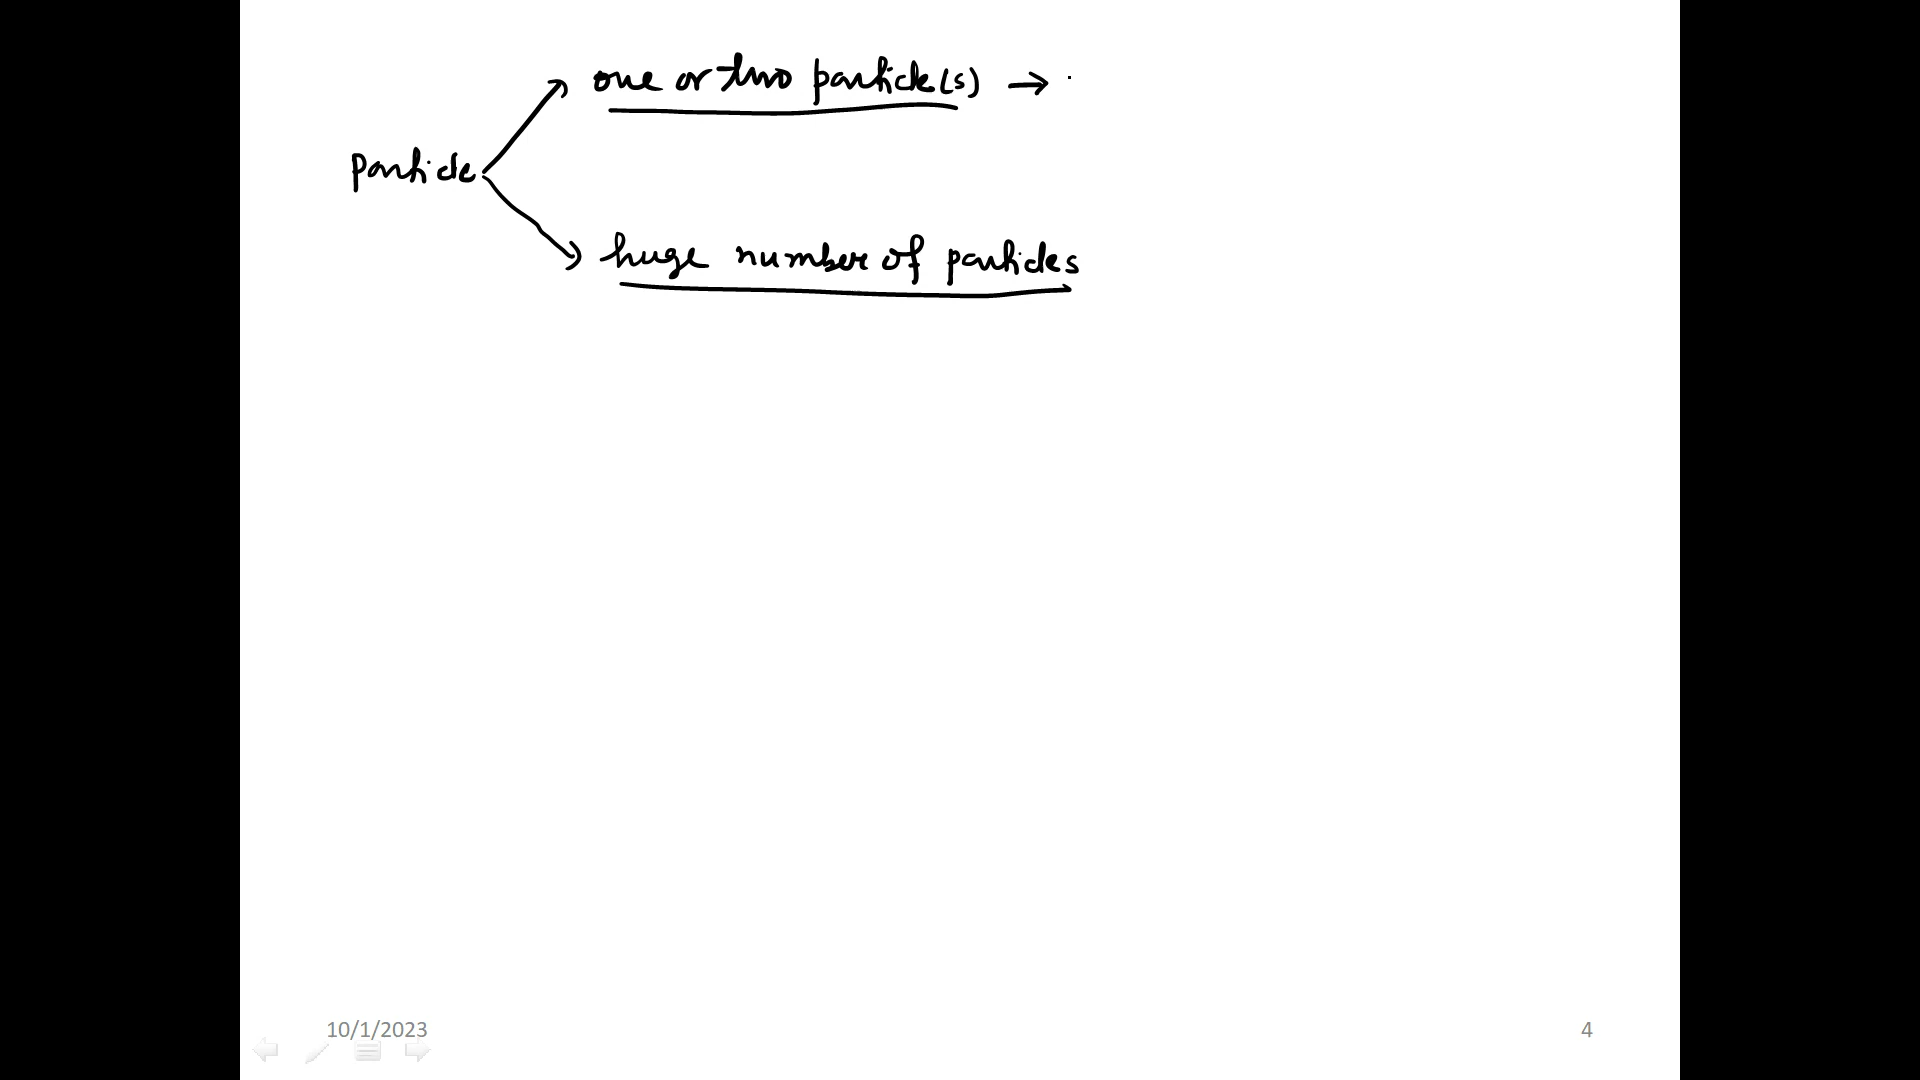 one or two particle(s) →
particle
huge number of particles
10/1/2023
4